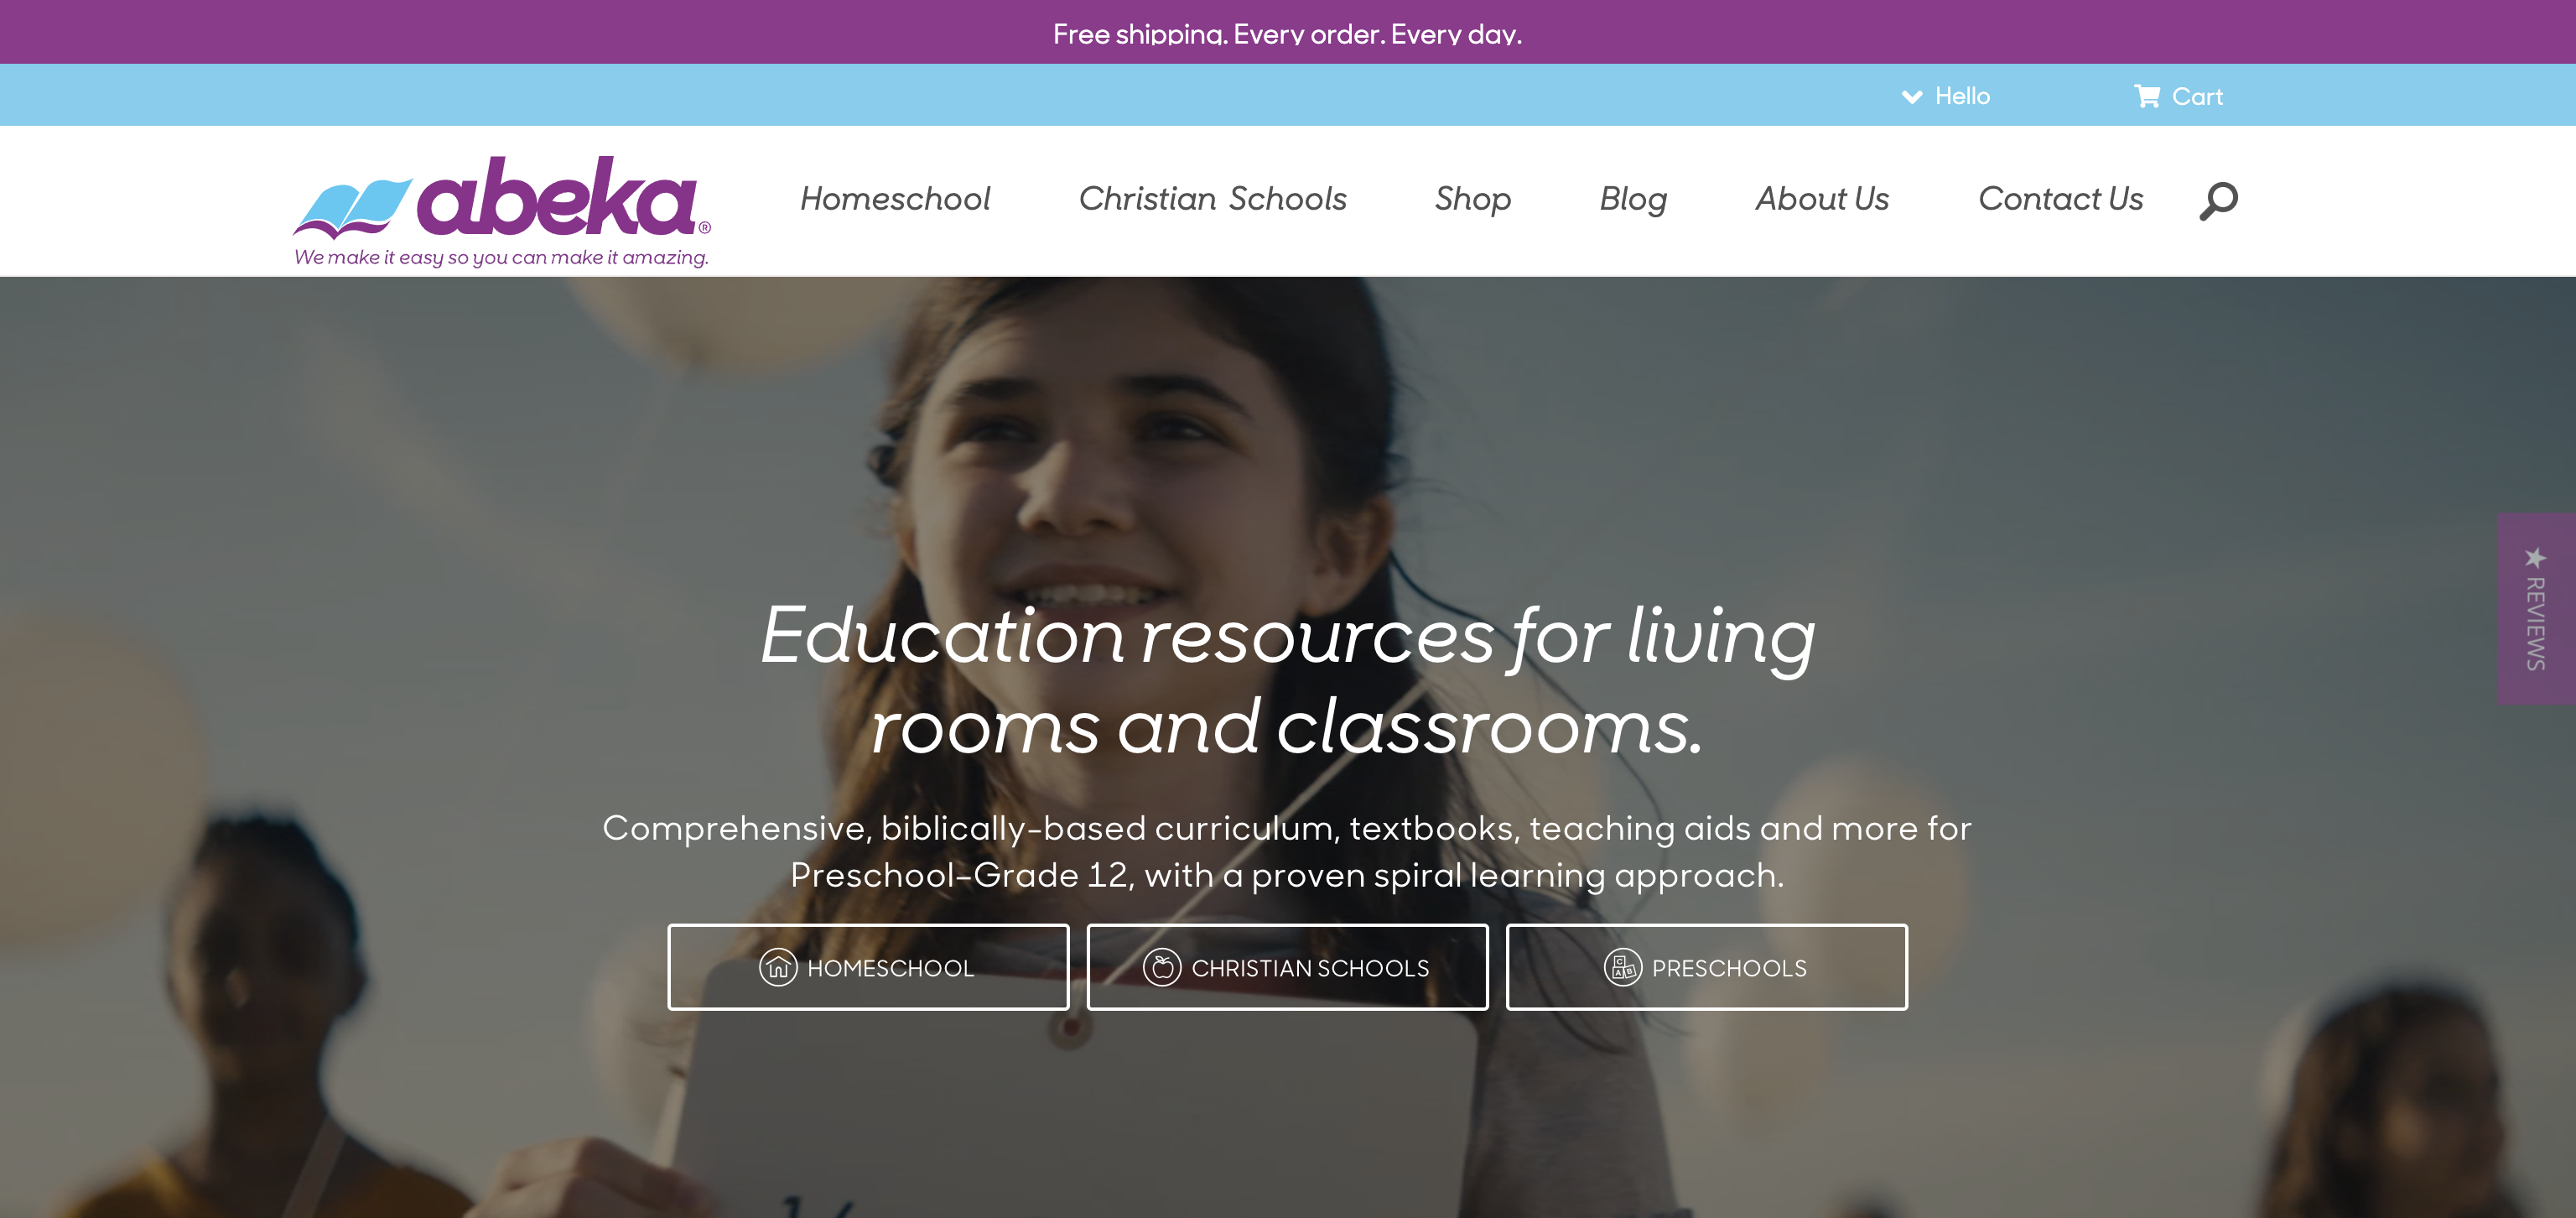 Free shipping. Every order. Every day.
Hello
Cart
abeka®
We make it easy so you can make it amazing.
Homeschool
Christian Schools
Shop
Blog
About Us
Contact Us
★ REVIEWS
Education resources for living
rooms and classrooms.
Comprehensive, biblically-based curriculum, textbooks, teaching aids and more for
Preschool–Grade 12, with a proven spiral learning approach.
HOMESCHOOL
CHRISTIAN SCHOOLS
PRESCHOOLS